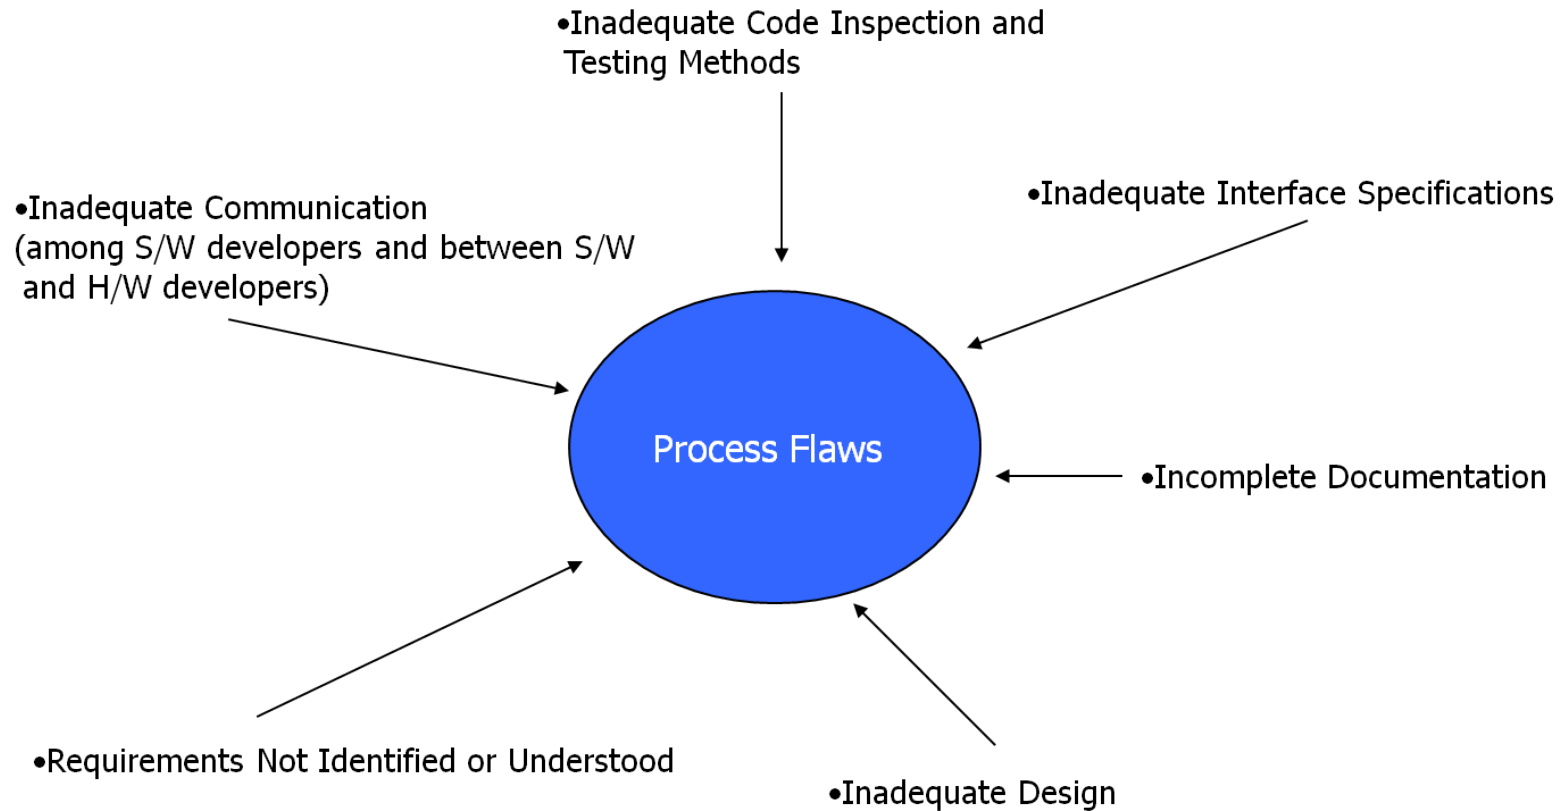 •Inadequate Code Inspection and
Testing Methods
•Inadequate Communication
(among S/W developers and between S/W
and H/W developers)
•Inadequate Interface Specifications
Process Flaws
•Incomplete Documentation
•Requirements Not Identified or Understood
•Inadequate Design